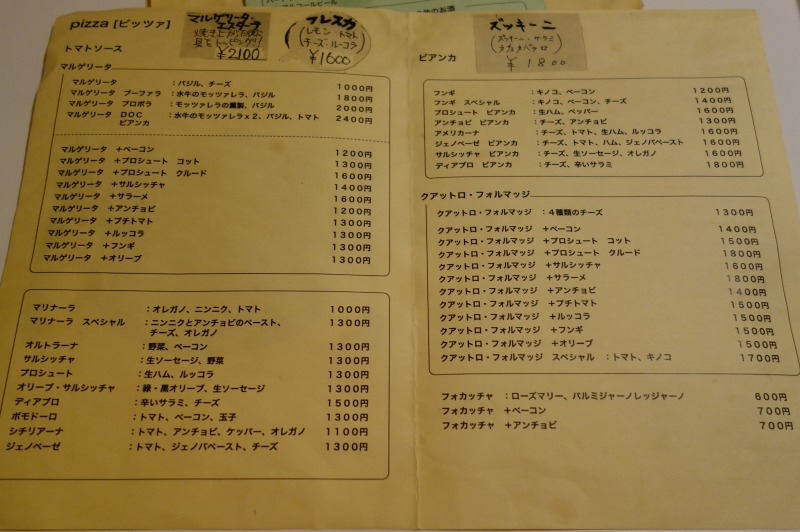 pizza [ピッツァ]
マルゲリータ・
エスターテ
¥2100
フレスカ
(レモン・トマト
チーズ・ルーコラ)
¥1600
トマトソース
マルゲリータ
マルゲリータ ：バジル、チーズ 1000円
マルゲリータ ブーファラ ：水牛のモッツァレラ、バジル 1800円
マルゲリータ プロボラ ：モッツァレラの燻製、バジル 2000円
マルゲリータ DOC ：水牛のモッツァレラｘ2、バジル、トマト 2400円
ビアンカ
マルゲリータ ＋ベーコン 1200円
マルゲリータ ＋プロシュート コット 1300円
マルゲリータ ＋プロシュート クルード 1600円
マルゲリータ ＋サルシッチャ 1400円
マルゲリータ ＋サラーメ 1600円
マルゲリータ ＋アンチョビ 1200円
マルゲリータ ＋プチトマト 1300円
マルゲリータ ＋ルッコラ 1300円
マルゲリータ ＋フンギ 1300円
マルゲリータ ＋オリーブ 1300円
マリナーラ ：オレガノ、ニンニク、トマト 1000円
マリナーラ スペシャル ：ニンニクとアンチョビのペースト、 1300円
チーズ、オレガノ
オルトラーナ ：野菜、ベーコン 1300円
サルシッチャ ：生ソーセージ、野菜 1300円
プロシュート ：生ハム、ルッコラ 1300円
オリーブ・サルシッチャ ：緑・黒オリーブ、生ソーセージ 1300円
ディアブロ ：辛いサラミ、チーズ 1500円
ポモドーロ ：トマト、ベーコン、玉子 1300円
シチリアーナ ：トマト、アンチョビ、ケッパー、オレガノ 1100円
ジェノベーゼ ：トマト、ジェノバペースト、チーズ 1300円
のお酒
ズッキーニ
(ズッキーニ・サラミ
¥1800
ビアンカ
フンギ ：キノコ、ベーコン 1200円
フンギ スペシャル ：キノコ、ベーコン、チーズ 1400円
プロシュート ビアンカ ：生ハム、ペッパー 1600円
アンチョビ ビアンカ ：チーズ、アンチョビ 1300円
アメリカーナ ：チーズ、トマト、生ハム、ルッコラ 1600円
ジェノベーゼ ビアンカ ：チーズ、トマト、ハム、ジェノバペースト 1600円
サルシッチャ ビアンカ ：チーズ、生ソーセージ、オレガノ 1600円
ディアブロ ビアンカ ：チーズ、辛いサラミ 1800円
クアットロ・フォルマッジ
クアットロ・フォルマッジ ：4種類のチーズ 1300円
クアットロ・フォルマッジ ＋ベーコン 1400円
クアットロ・フォルマッジ ＋プロシュート コット 1500円
クアットロ・フォルマッジ ＋プロシュート クルード 1800円
クアットロ・フォルマッジ ＋サルシッチャ 1600円
クアットロ・フォルマッジ ＋サラーメ 1800円
クアットロ・フォルマッジ ＋アンチョビ 1400円
クアットロ・フォルマッジ ＋プチトマト 1500円
クアットロ・フォルマッジ ＋ルッコラ 1500円
クアットロ・フォルマッジ ＋フンギ 1500円
クアットロ・フォルマッジ ＋オリーブ 1500円
クアットロ・フォルマッジ スペシャル ：トマト、キノコ 1700円
フォカッチャ ：ローズマリー、パルミジャーノレッジャーノ 600円
フォカッチャ ＋ベーコン 700円
フォカッチャ ＋アンチョビ 700円